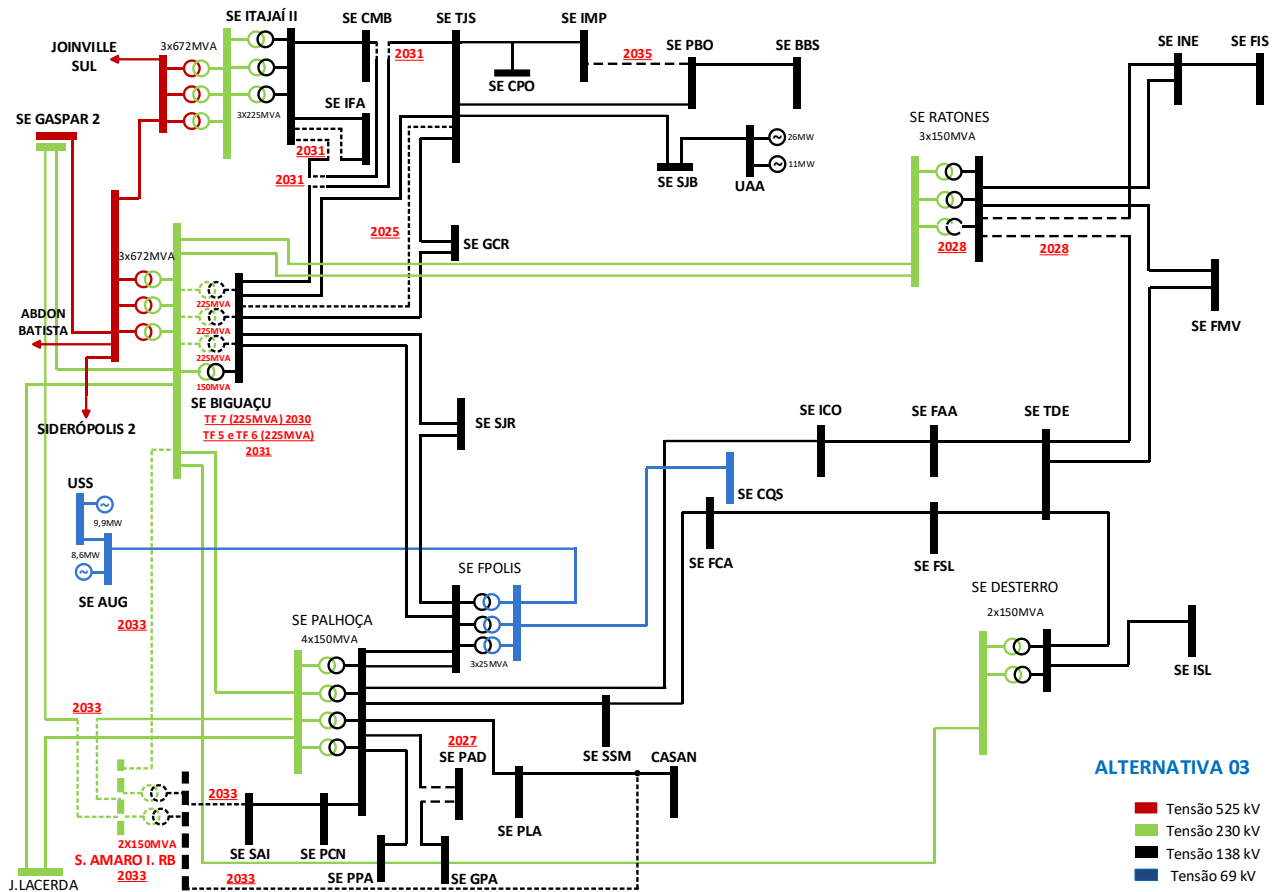 SE ITAJAÍ II
SE CMB
SE TJS
SE IMP
JOINVILLE
SUL
3x672MVA
2031
2035
SE PBO
SE BBS
SE INE
SE FIS
SE CPO
3X225MVA
SE IFA
SE GASPAR 2
SE RATONES
3x150MVA
26MW
11MW
2031
2031
SE SJB
UAA
2025
SE GCR
2028
2028
3x672MVA
225MVA
225MVA
225MVA
150MVA
ABDON
BATISTA
SE FMV
SE BIGUAÇU
TF 7 (225MVA) 2030
TF 5 e TF 6 (225MVA)
2031
SIDERÓPOLIS 2
SE SJR
SE ICO
SE FAA
SE TDE
USS
9,9MW
SE CQS
8,6MW
SE AUG
SE FCA
SE FSL
SE FPOLIS
3x25MVA
SE DESTERRO
2x150MVA
2033
SE PALHOÇA
4x150MVA
SE ISL
2033
2027
SE PAD
SE SSM
CASAN
ALTERNATIVA 03
2033
SE PLA
Tensão 525 kV
Tensão 230 kV
Tensão 138 kV
Tensão 69 kV
2X150MVA
S. AMARO I. RB
2033
SE SAI
SE PCN
SE PPA
SE GPA
2033
J.LACERDA